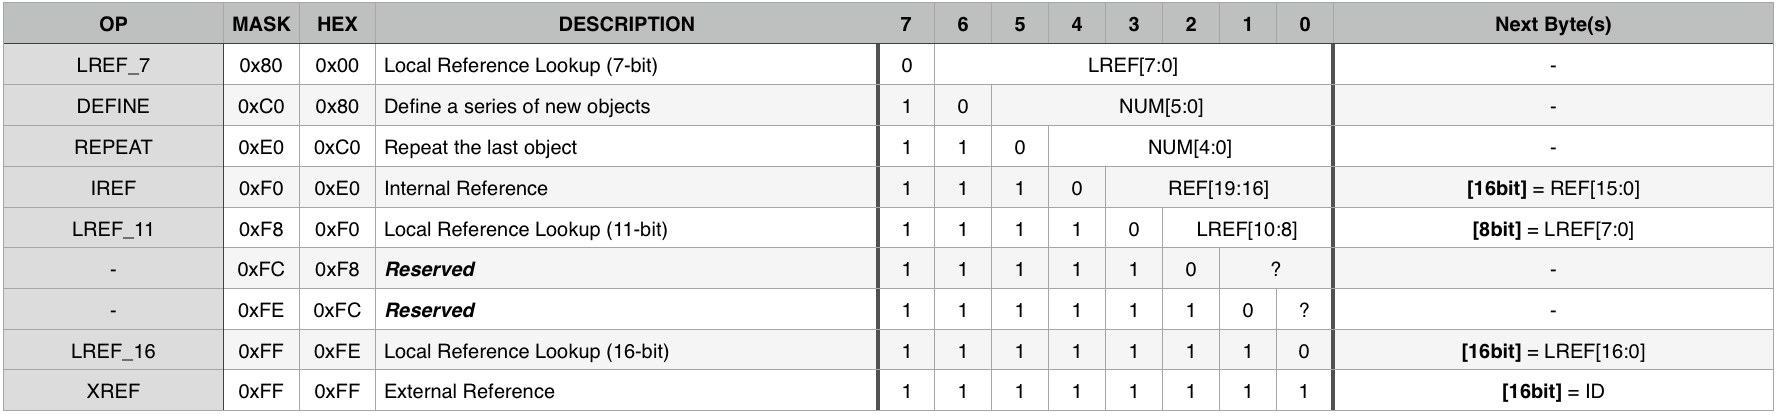 OP MASK HEX DESCRIPTION 7 6 5 4 3 2 1 0 Next Byte(s)
LREF_7 0x80 0x00 Local Reference Lookup (7-bit) 0 LREF[7:0] -
DEFINE 0xC0 0x80 Define a series of new objects 1 0 NUM[5:0] -
REPEAT 0xE0 0xC0 Repeat the last object 1 1 0 NUM[4:0] -
IREF 0xF0 0xE0 Internal Reference 1 1 1 0 REF[19:16] [16bit] = REF[15:0]
LREF_11 0xF8 0xF0 Local Reference Lookup (11-bit) 1 1 1 1 0 LREF[10:8] [8bit] = LREF[7:0]
- 0xFC 0xF8 Reserved 1 1 1 1 1 0 ? -
- 0xFE 0xFC Reserved 1 1 1 1 1 1 0 ? -
LREF_16 0xFF 0xFE Local Reference Lookup (16-bit) 1 1 1 1 1 1 1 0 [16bit] = LREF[16:0]
XREF 0xFF 0xFF External Reference 1 1 1 1 1 1 1 1 [16bit] = ID